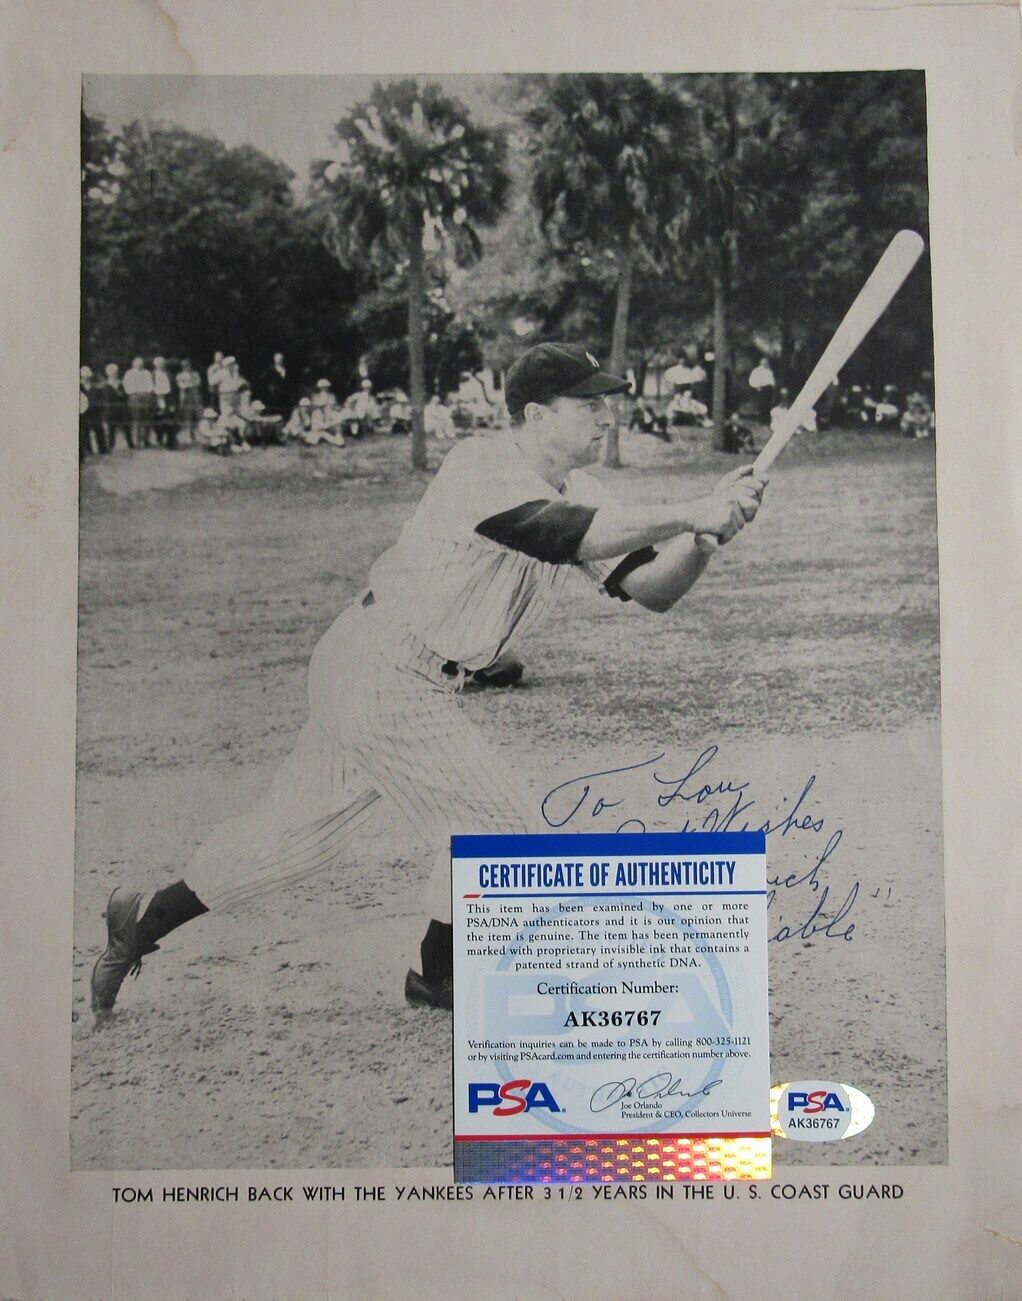 To Lou
Wishes
CERTIFICATE OF AUTHENTICITY
This item has been examined by one or more
PSA/DNA authenticators and it is our opinion that
the item is genuine. The item has been permanently
marked with proprietary invisible ink that contains a
patented strand of synthetic DNA.
Certification Number:
AK36767
Verification inquiries can be made to PSA by calling 800-325-1121
or by visiting PSAcard.com and entering the certification number above.
PSA
Joe Orlando
President & CEO, Collectors Universe
PSA
AK36767
TOM HENRICH BACK WITH THE YANKEES AFTER 3 1/2 YEARS IN THE U. S. COAST GUARD